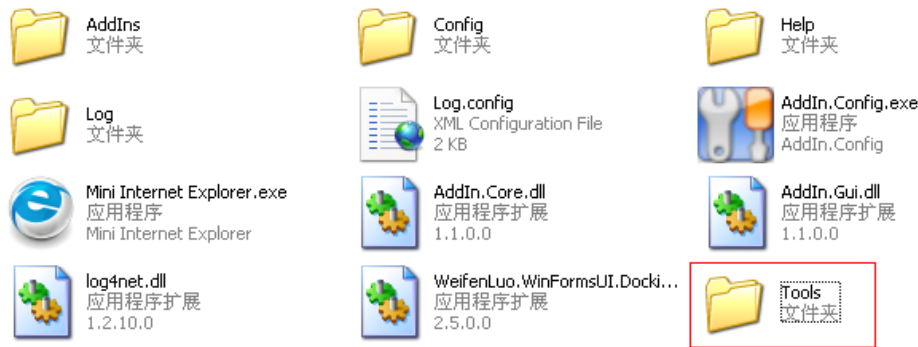 AddIns
文件夹
Config
文件夹
Help
文件夹
Log
文件夹
Log.config
XML Configuration File
2 KB
AddIn.Config.exe
应用程序
AddIn.Config
Mini Internet Explorer.exe
应用程序
Mini Internet Explorer
AddIn.Core.dll
应用程序扩展
1.1.0.0
AddIn.Gui.dll
应用程序扩展
1.1.0.0
log4net.dll
应用程序扩展
1.2.10.0
WeifenLuo.WinFormsUI.Docki...
应用程序扩展
2.5.0.0
Tools
文件夹